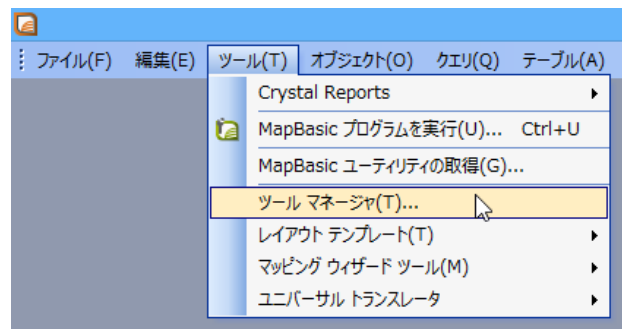 ファイル(F) 編集(E) ツール(T) オブジェクト(O) クエリ(Q) テーブル(A)
Crystal Reports
MapBasic プログラムを実行(U)... Ctrl+U
MapBasic ユーティリティの取得(G)...
ツール マネージャ(T)...
レイアウト テンプレート(T)
マッピング ウィザード ツール(M)
ユニバーサル トランスレータ